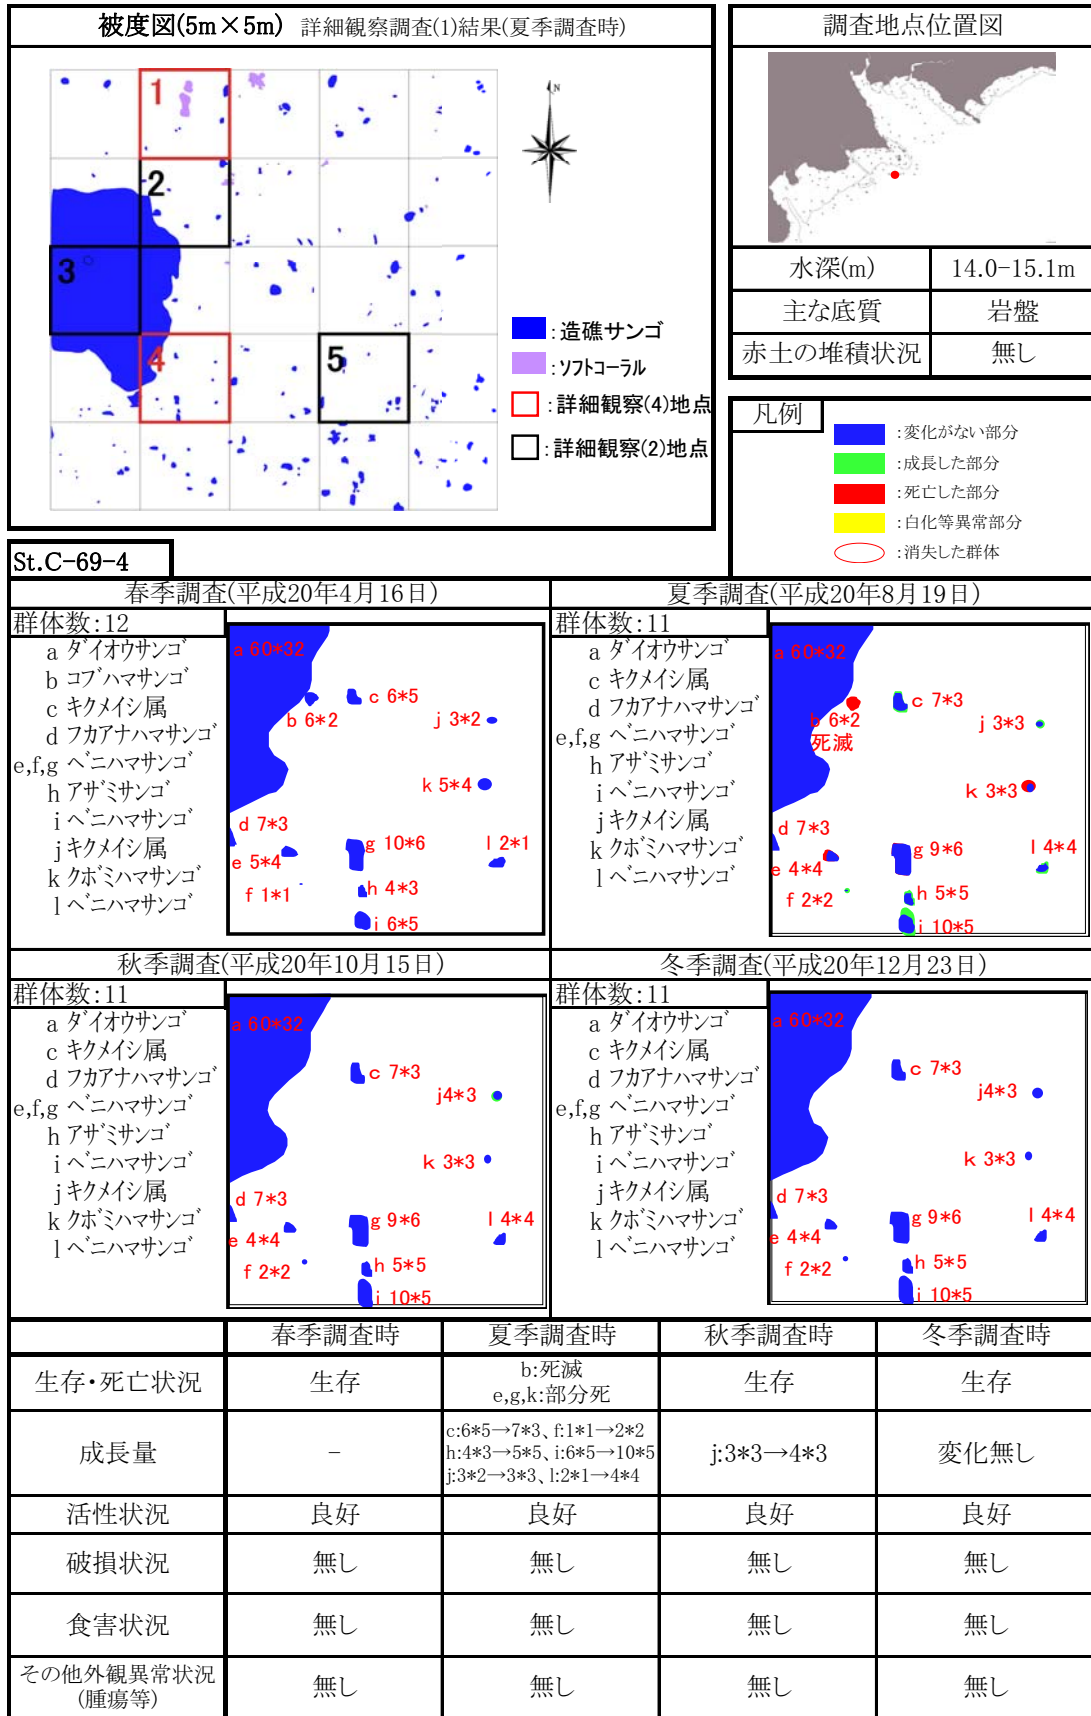 被度図(5m×5m) 詳細観察調査(1)結果(夏季調査時)
1
2
3
4
5
N
:造礁サンゴ
:ソフトコーラル
:詳細観察(4)地点
:詳細観察(2)地点
調査地点位置図
水深(m) 14.0-15.1m
主な底質 岩盤
赤土の堆積状況 無し
凡例
:変化がない部分
:成長した部分
:死亡した部分
:白化等異常部分
:消失した群体
St.C-69-4
春季調査(平成20年4月16日)
群体数:12
a ダイオウサンゴ
b コブハマサンゴ
c キクメイシ属
d フカアナハマサンゴ
e,f,g ベニハマサンゴ
h アザミサンゴ
i ベニハマサンゴ
j キクメイシ属
k クボミハマサンゴ
l ベニハマサンゴ
a 60*32
b 6*2
c 6*5
j 3*2
k 5*4
d 7*3
e 5*4
f 1*1
g 10*6
l 2*1
h 4*3
i 6*5
夏季調査(平成20年8月19日)
群体数:11
a ダイオウサンゴ
c キクメイシ属
d フカアナハマサンゴ
e,f,g ベニハマサンゴ
h アザミサンゴ
i ベニハマサンゴ
j キクメイシ属
k クボミハマサンゴ
l ベニハマサンゴ
a 60*32
b 6*2
死滅
c 7*3
j 3*3
k 3*3
d 7*3
e 4*4
f 2*2
g 9*6
l 4*4
h 5*5
i 10*5
秋季調査(平成20年10月15日)
群体数:11
a ダイオウサンゴ
c キクメイシ属
d フカアナハマサンゴ
e,f,g ベニハマサンゴ
h アザミサンゴ
i ベニハマサンゴ
j キクメイシ属
k クボミハマサンゴ
l ベニハマサンゴ
a 60*32
c 7*3
j4*3
k 3*3
d 7*3
e 4*4
f 2*2
g 9*6
l 4*4
h 5*5
i 10*5
冬季調査(平成20年12月23日)
群体数:11
a ダイオウサンゴ
c キクメイシ属
d フカアナハマサンゴ
e,f,g ベニハマサンゴ
h アザミサンゴ
i ベニハマサンゴ
j キクメイシ属
k クボミハマサンゴ
l ベニハマサンゴ
a 60*32
c 7*3
j4*3
k 3*3
d 7*3
e 4*4
f 2*2
g 9*6
l 4*4
h 5*5
i 10*5
春季調査時 夏季調査時 秋季調査時 冬季調査時
生存・死亡状況 生存 b:死滅 生存 生存
e,g,k:部分死
成長量 - c:6*5→7*3、f:1*1→2*2 j:3*3→4*3 変化無し
h:4*3→5*5、i:6*5→10*5
j:3*2→3*3、l:2*1→4*4
活性状況 良好 良好 良好 良好
破損状況 無し 無し 無し 無し
食害状況 無し 無し 無し 無し
その他外観異常状況 無し 無し 無し 無し
(腫瘍等)